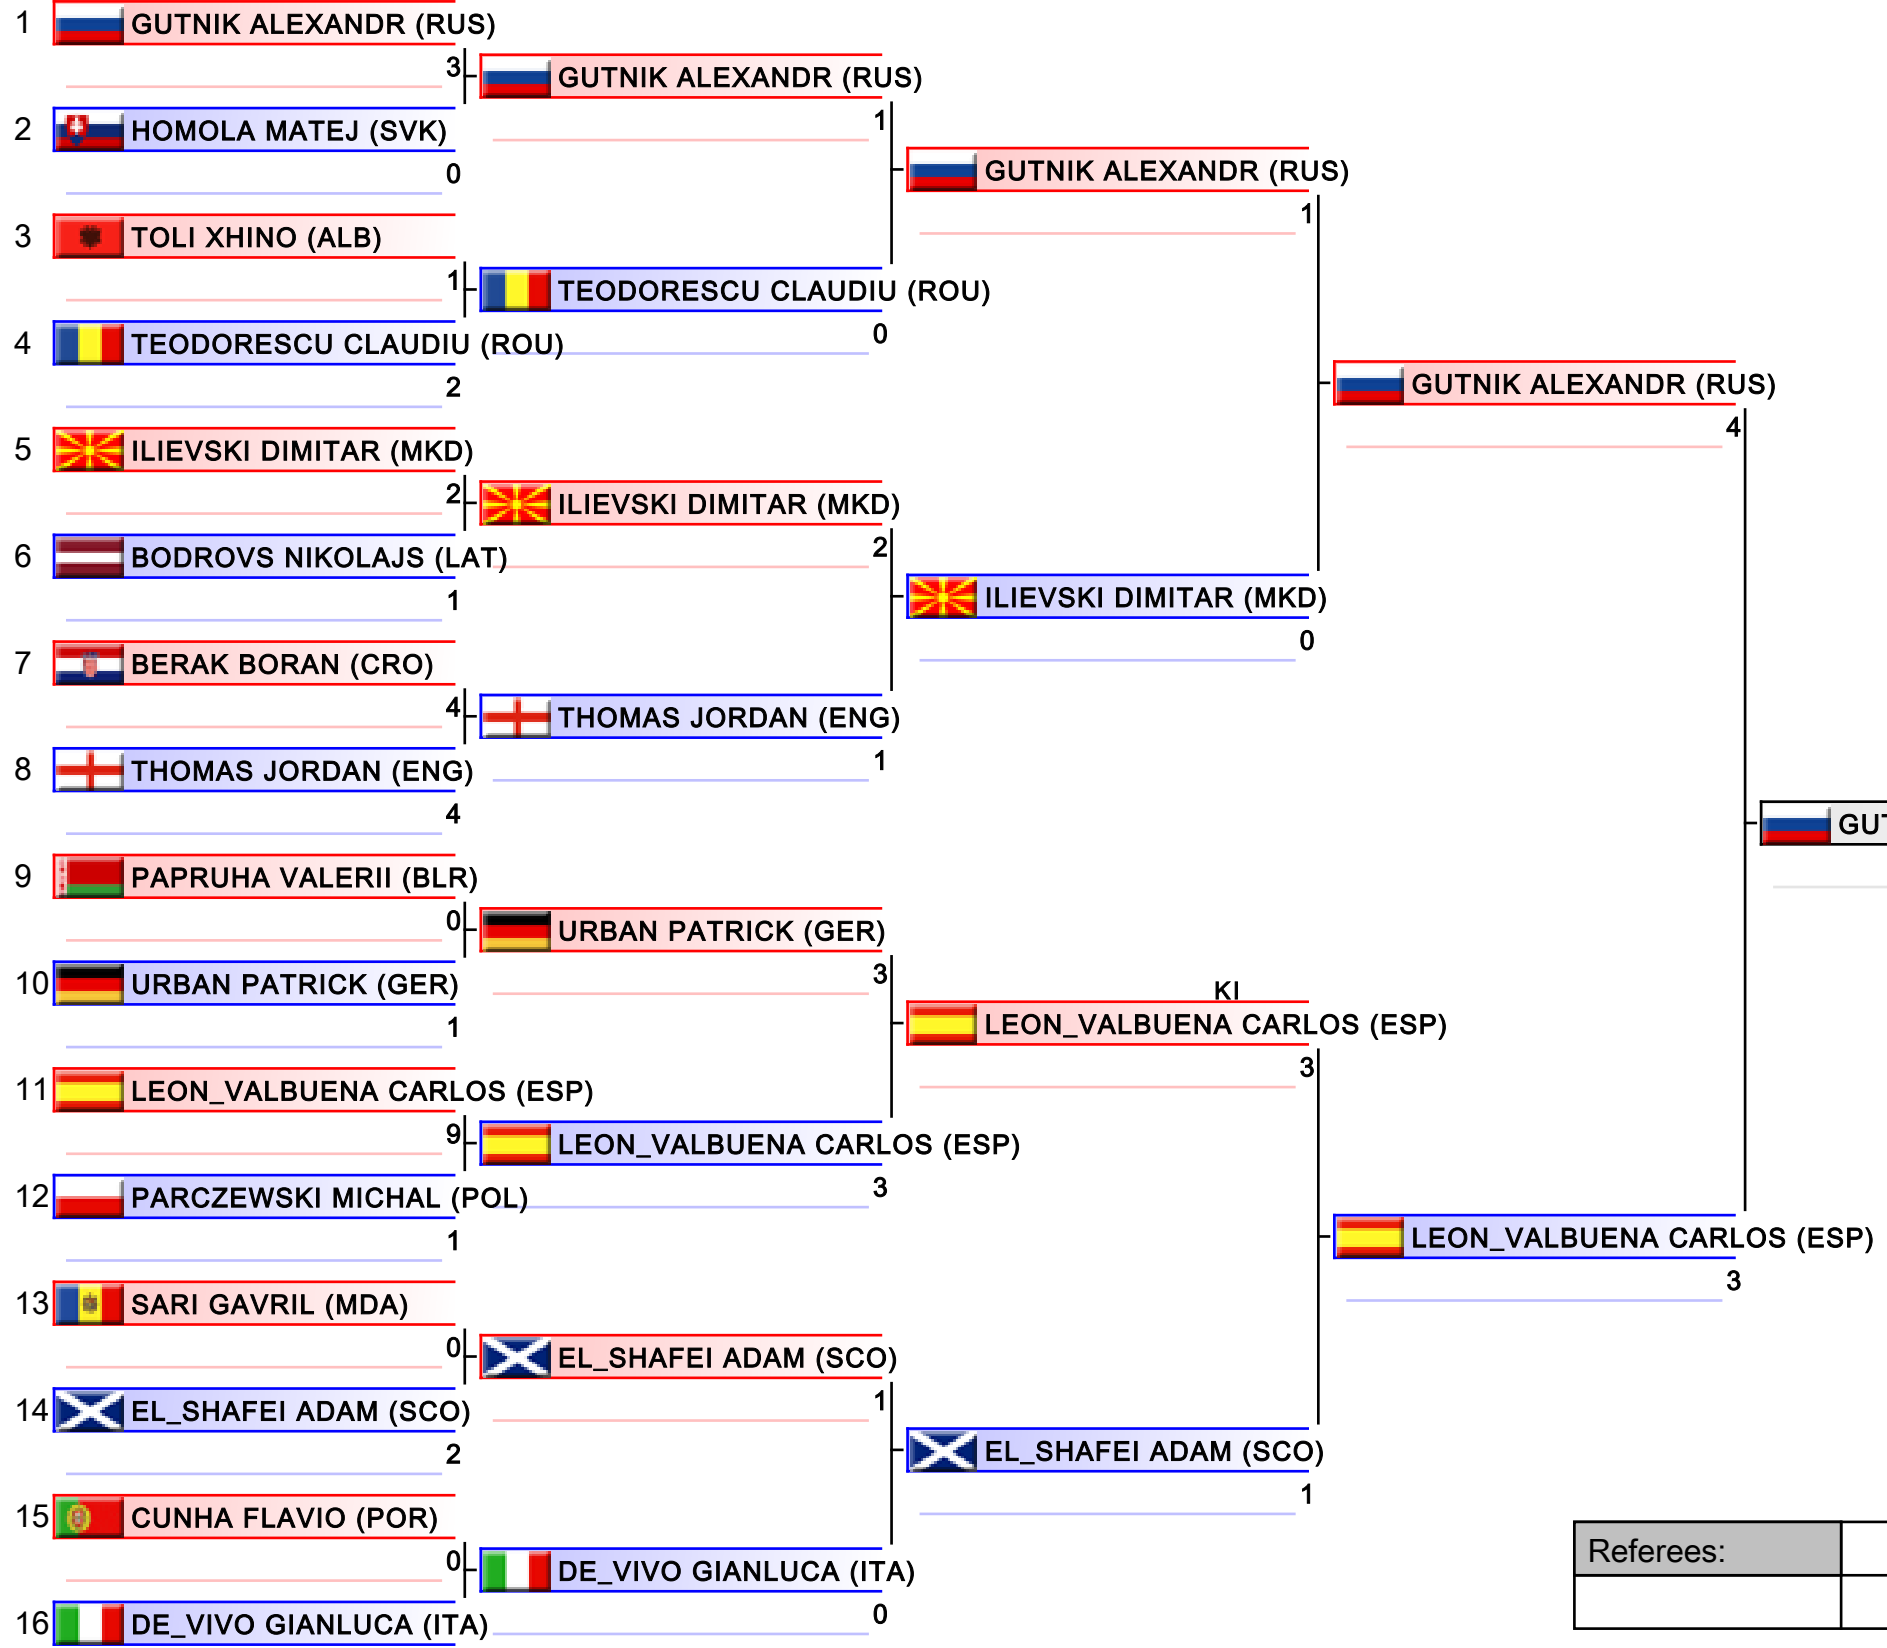 1 GUTNIK ALEXANDR (RUS)
3
2 HOMOLA MATEJ (SVK)
0
3 TOLI XHINO (ALB)
1
4 TEODORESCU CLAUDIU (ROU)
2
5 ILIEVSKI DIMITAR (MKD)
2
6 BODROVS NIKOLAJS (LAT)
1
7 BERAK BORAN (CRO)
4
8 THOMAS JORDAN (ENG)
4
9 PAPRUHA VALERII (BLR)
0
10 URBAN PATRICK (GER)
1
11 LEON_VALBUENA CARLOS (ESP)
9
12 PARCZEWSKI MICHAL (POL)
1
13 SARI GAVRIL (MDA)
0
14 EL_SHAFEI ADAM (SCO)
2
15 CUNHA FLAVIO (POR)
0
16 DE_VIVO GIANLUCA (ITA)
GUTNIK ALEXANDR (RUS)
1
TEODORESCU CLAUDIU (ROU)
0
ILIEVSKI DIMITAR (MKD)
2
THOMAS JORDAN (ENG)
1
URBAN PATRICK (GER)
3
LEON_VALBUENA CARLOS (ESP)
3
EL_SHAFEI ADAM (SCO)
1
DE_VIVO GIANLUCA (ITA)
0
GUTNIK ALEXANDR (RUS)
1
ILIEVSKI DIMITAR (MKD)
0
KI
LEON_VALBUENA CARLOS (ESP)
3
EL_SHAFEI ADAM (SCO)
1
GUTNIK ALEXANDR (RUS)
4
LEON_VALBUENA CARLOS (ESP)
3
Referees: